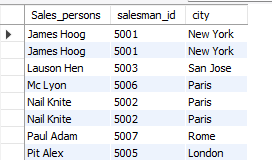 Sales_persons salesman_id city
James Hoog 5001 New York
James Hoog 5001 New York
Lauson Hen 5003 San Jose
Mc Lyon 5006 Paris
Nail Knite 5002 Paris
Nail Knite 5002 Paris
Paul Adam 5007 Rome
Pit Alex 5005 London